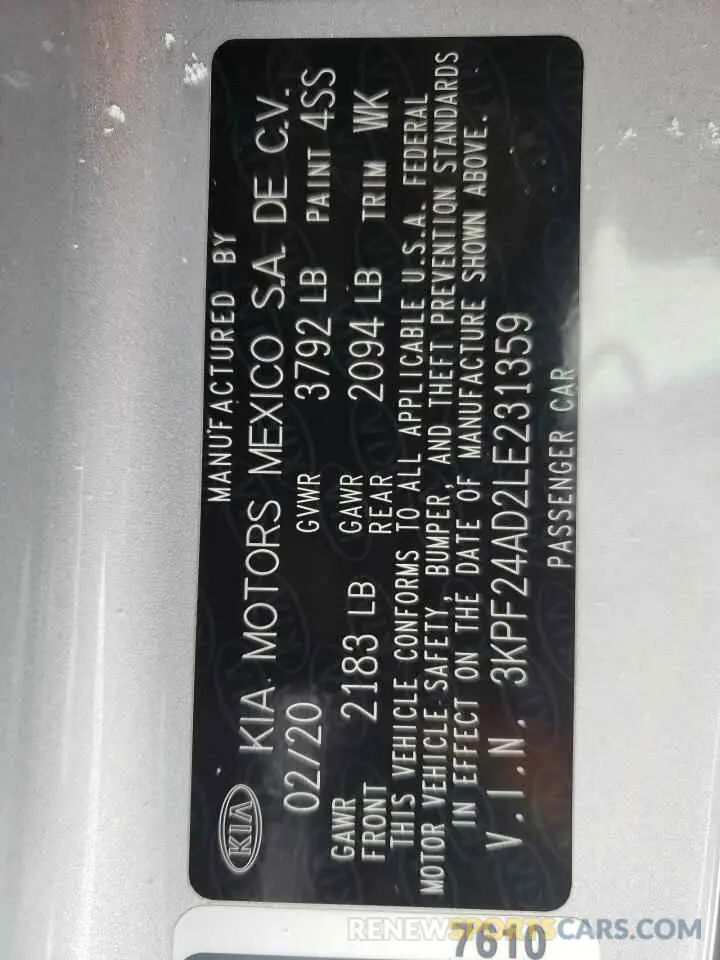 MANUFACTURED BY
KIA
KIA MOTORS MEXICO S.A. DE C.V.
02/20 GVWR 3792 LB PAINT 4SS
GAWR FRONT 2183 LB GAWR REAR 2094 LB TRIM WK
THIS VEHICLE CONFORMS TO ALL APPLICABLE U.S.A. FEDERAL
MOTOR VEHICLE SAFETY, BUMPER, AND THEFT PREVENTION STANDARDS
IN EFFECT ON THE DATE OF MANUFACTURE SHOWN ABOVE.
V.I.N. 3KPF24AD2LE231359
PASSENGER CAR
7610
RENEWSPORTSCARS.COM